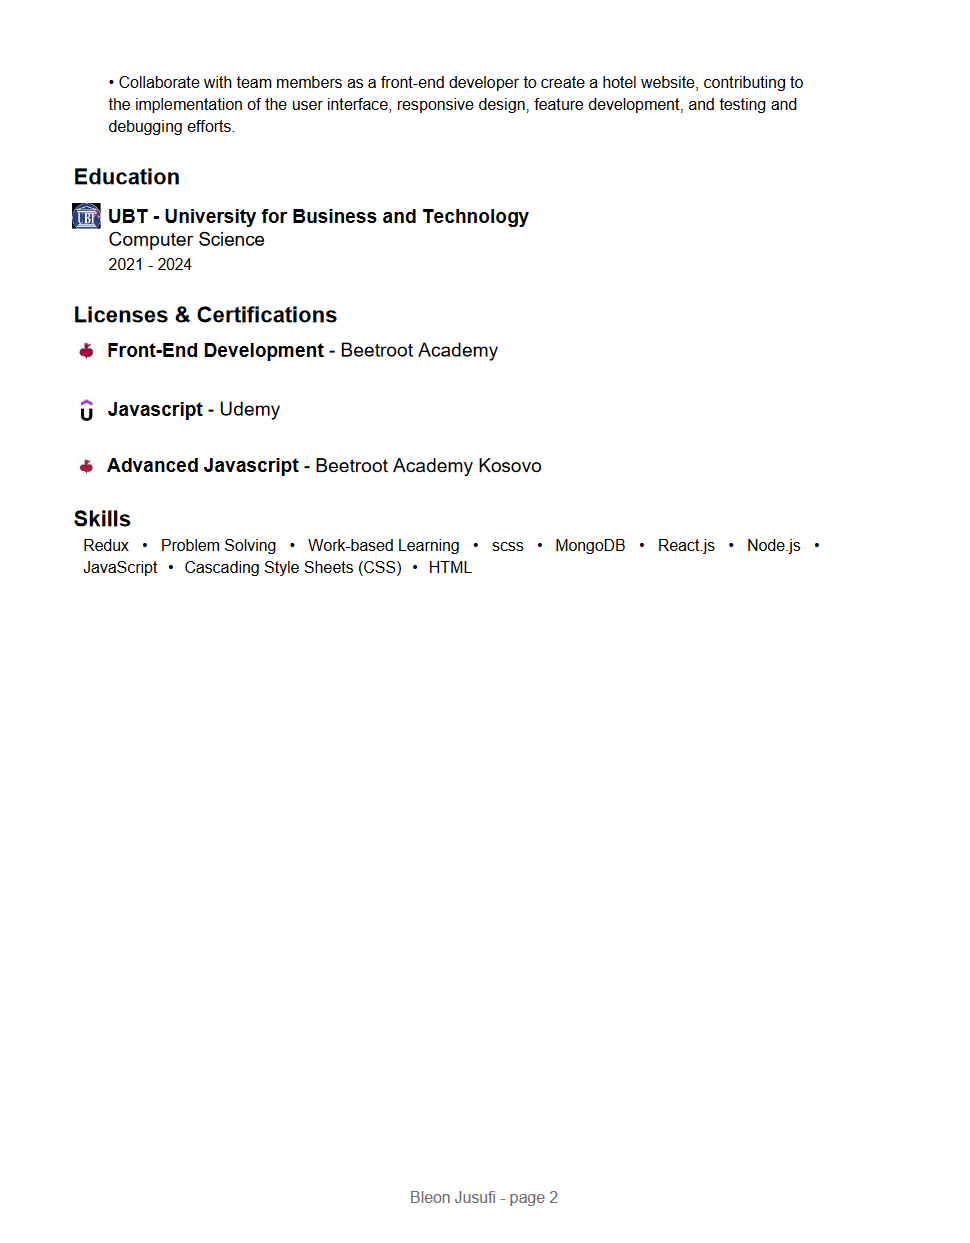 • Collaborate with team members as a front-end developer to create a hotel website, contributing to
the implementation of the user interface, responsive design, feature development, and testing and
debugging efforts.
Education
UBT
UBT - University for Business and Technology
Computer Science
2021 - 2024
Licenses & Certifications
Front-End Development - Beetroot Academy
Javascript - Udemy
Advanced Javascript - Beetroot Academy Kosovo
Skills
Redux • Problem Solving • Work-based Learning • scss • MongoDB • React.js • Node.js •
JavaScript • Cascading Style Sheets (CSS) • HTML
Bleon Jusufi - page 2